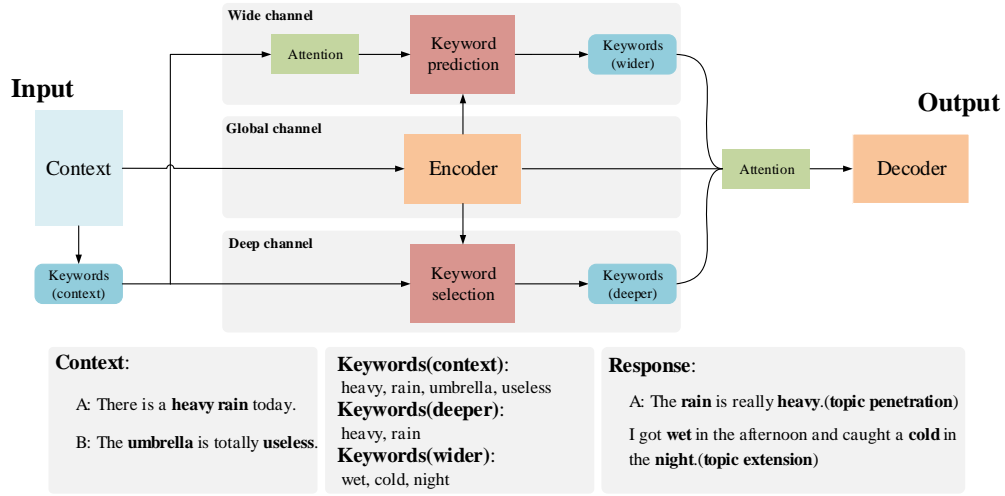 Wide channel
Attention
Keyword
prediction
Keywords
(wider)
Input
Output
Global channel
Context
Encoder
Attention
Decoder
Deep channel
Keywords
(context)
Keyword
selection
Keywords
(deeper)
Context:
A: There is a heavy rain today.
B: The umbrella is totally useless.
Keywords(context):
heavy, rain, umbrella, useless
Keywords(deeper):
heavy, rain
Keywords(wider):
wet, cold, night
Response:
A: The rain is really heavy.(topic penetration)
I got wet in the afternoon and caught a cold in
the night.(topic extension)